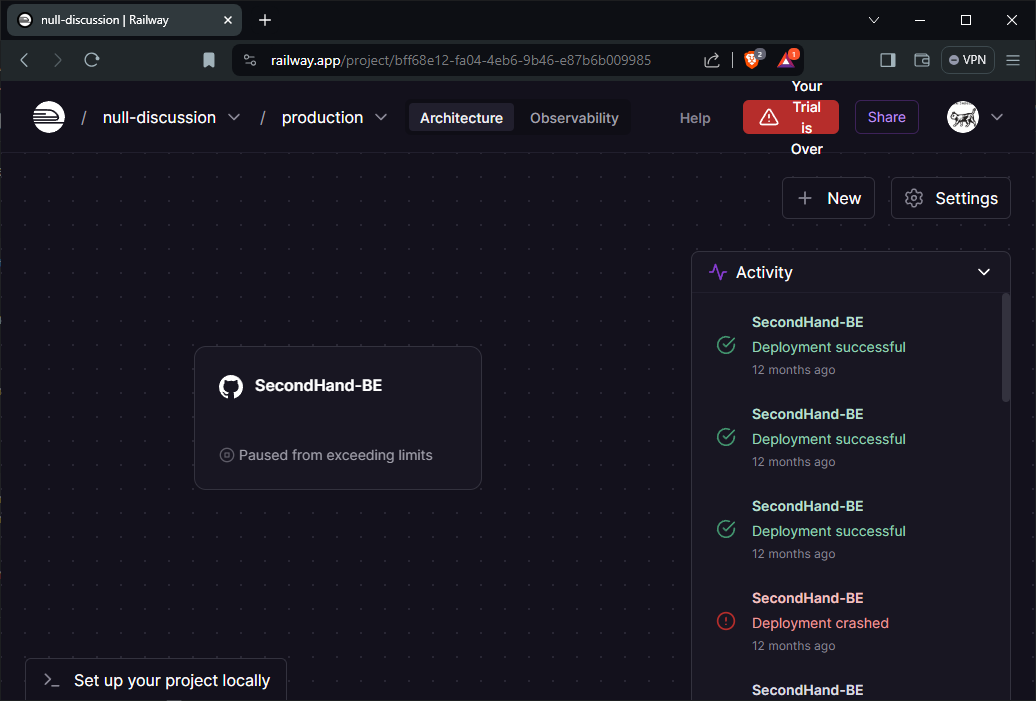 null-discussion | Railway
railway.app/project/bff68e12-fa04-4eb6-9b46-e87b6b009985
2
1
VPN
/ null-discussion / production
Architecture
Observability
Help
Your
Trial
is
Over
Share
New
Settings
Activity
SecondHand-BE
Deployment successful
12 months ago
SecondHand-BE
Deployment successful
12 months ago
SecondHand-BE
Deployment successful
12 months ago
SecondHand-BE
Deployment crashed
12 months ago
SecondHand-BE
SecondHand-BE
Paused from exceeding limits
Set up your project locally